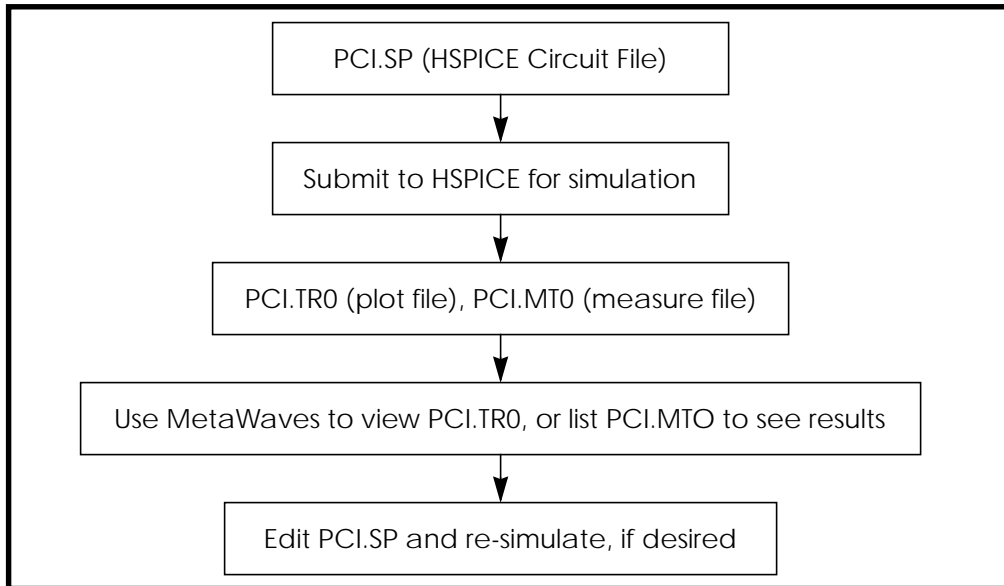 PCI.SP (HSPICE Circuit File)
Submit to HSPICE for simulation
PCI.TR0 (plot file), PCI.MT0 (measure file)
Use MetaWaves to view PCI.TR0, or list PCI.MTO to see results
Edit PCI.SP and re-simulate, if desired